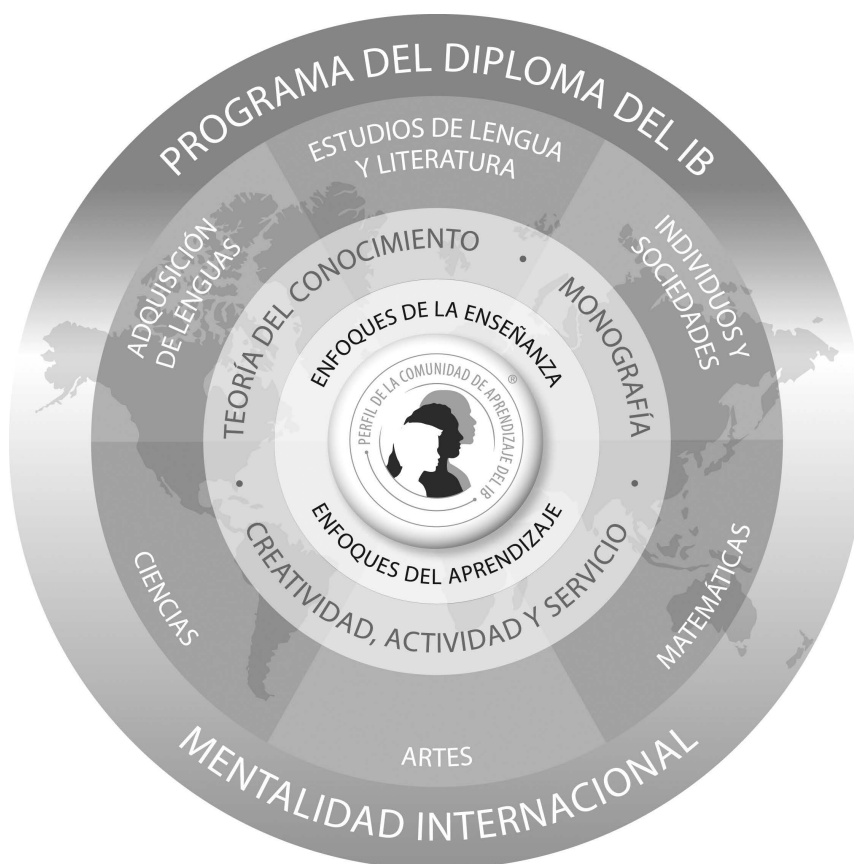 PROGRAMA DEL DIPLOMA DEL IB
ESTUDIOS DE LENGUA
Y LITERATURA
ADQUISICIÓN
DE LENGUAS
INDIVIDUOS Y
SOCIEDADES
TEORÍA DEL CONOCIMIENTO •
MONOGRAFÍA •
ENFOQUES DE LA ENSEÑANZA
PERFIL DE LA COMUNIDAD DE APRENDIZAJE DEL IB ®
ENFOQUES DEL APRENDIZAJE
• CREATIVIDAD, ACTIVIDAD Y SERVICIO
CIENCIAS
MATEMÁTICAS
ARTES
MENTALIDAD INTERNACIONAL